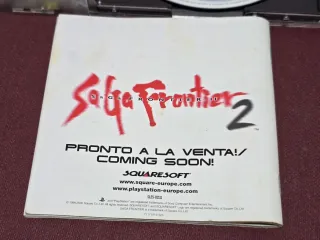 SaGa Frontier 2
PRONTO A LA VENTA!/
COMING SOON!
SQUARESOFT
www.square-europe.com
www.playstation-europe.com